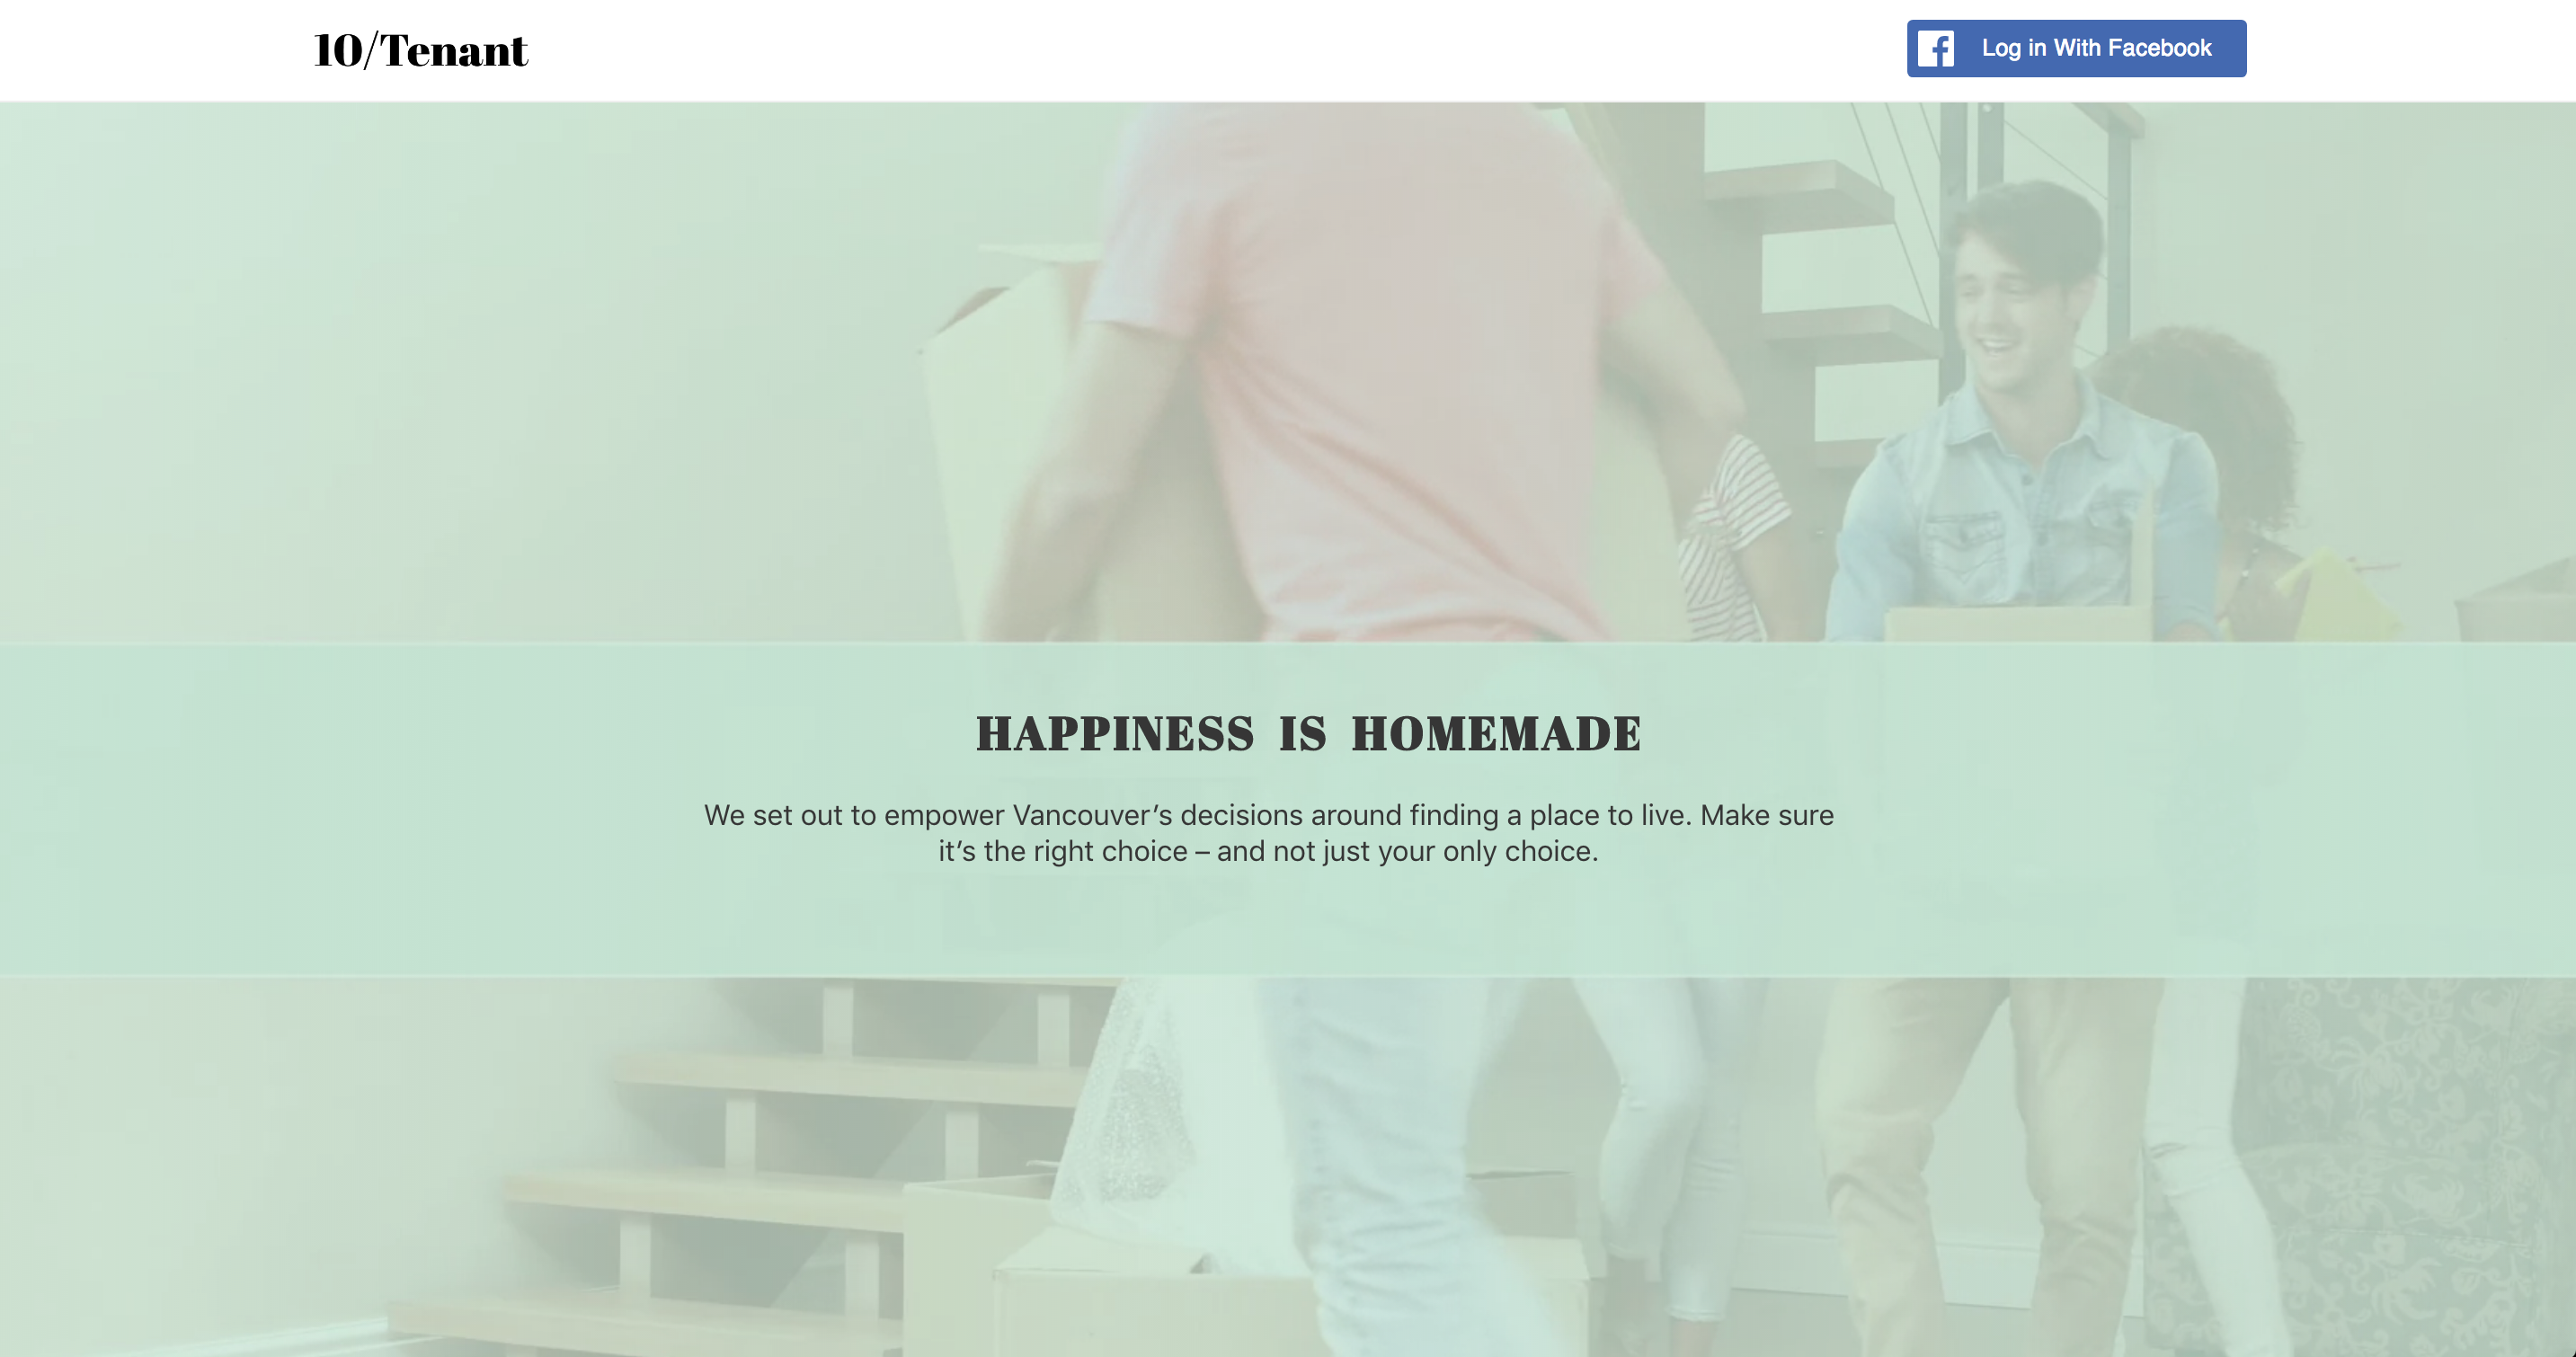 10/Tenant
Log in With Facebook
HAPPINESS IS HOMEMADE
We set out to empower Vancouver’s decisions around finding a place to live. Make sure
it’s the right choice – and not just your only choice.